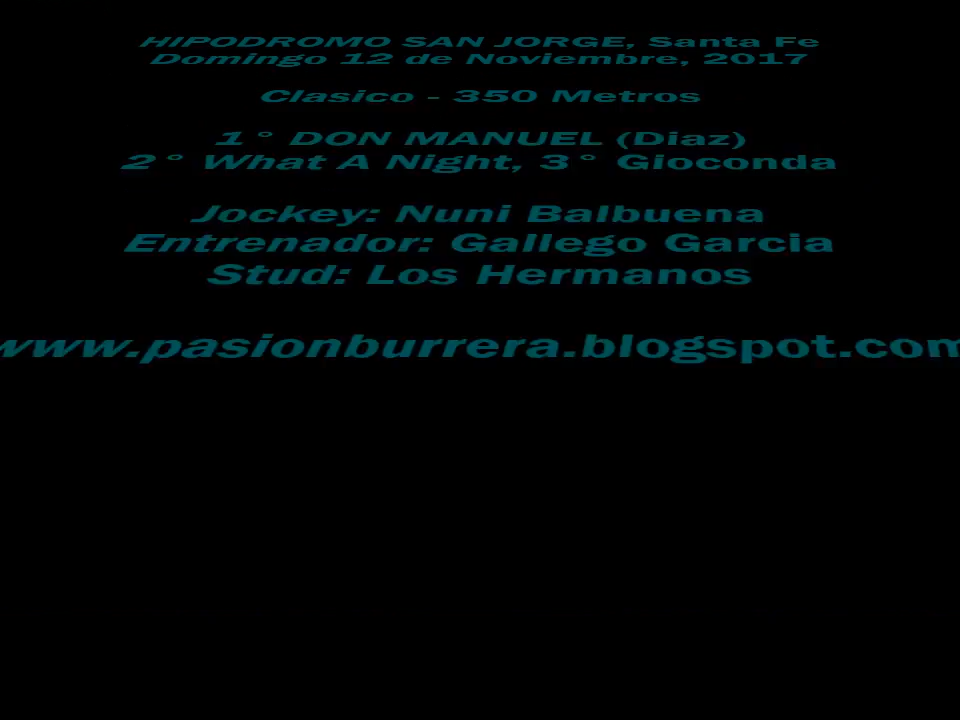 HIPODROMO SAN JORGE, Santa Fe
Domingo 12 de Noviembre, 2017
Clasico - 350 Metros
1° DON MANUEL (Diaz)
2° What A Night, 3° Gioconda
Jockey: Nuni Balbuena
Entrenador: Gallego Garcia
Stud: Los Hermanos
www.pasionburrera.blogspot.com